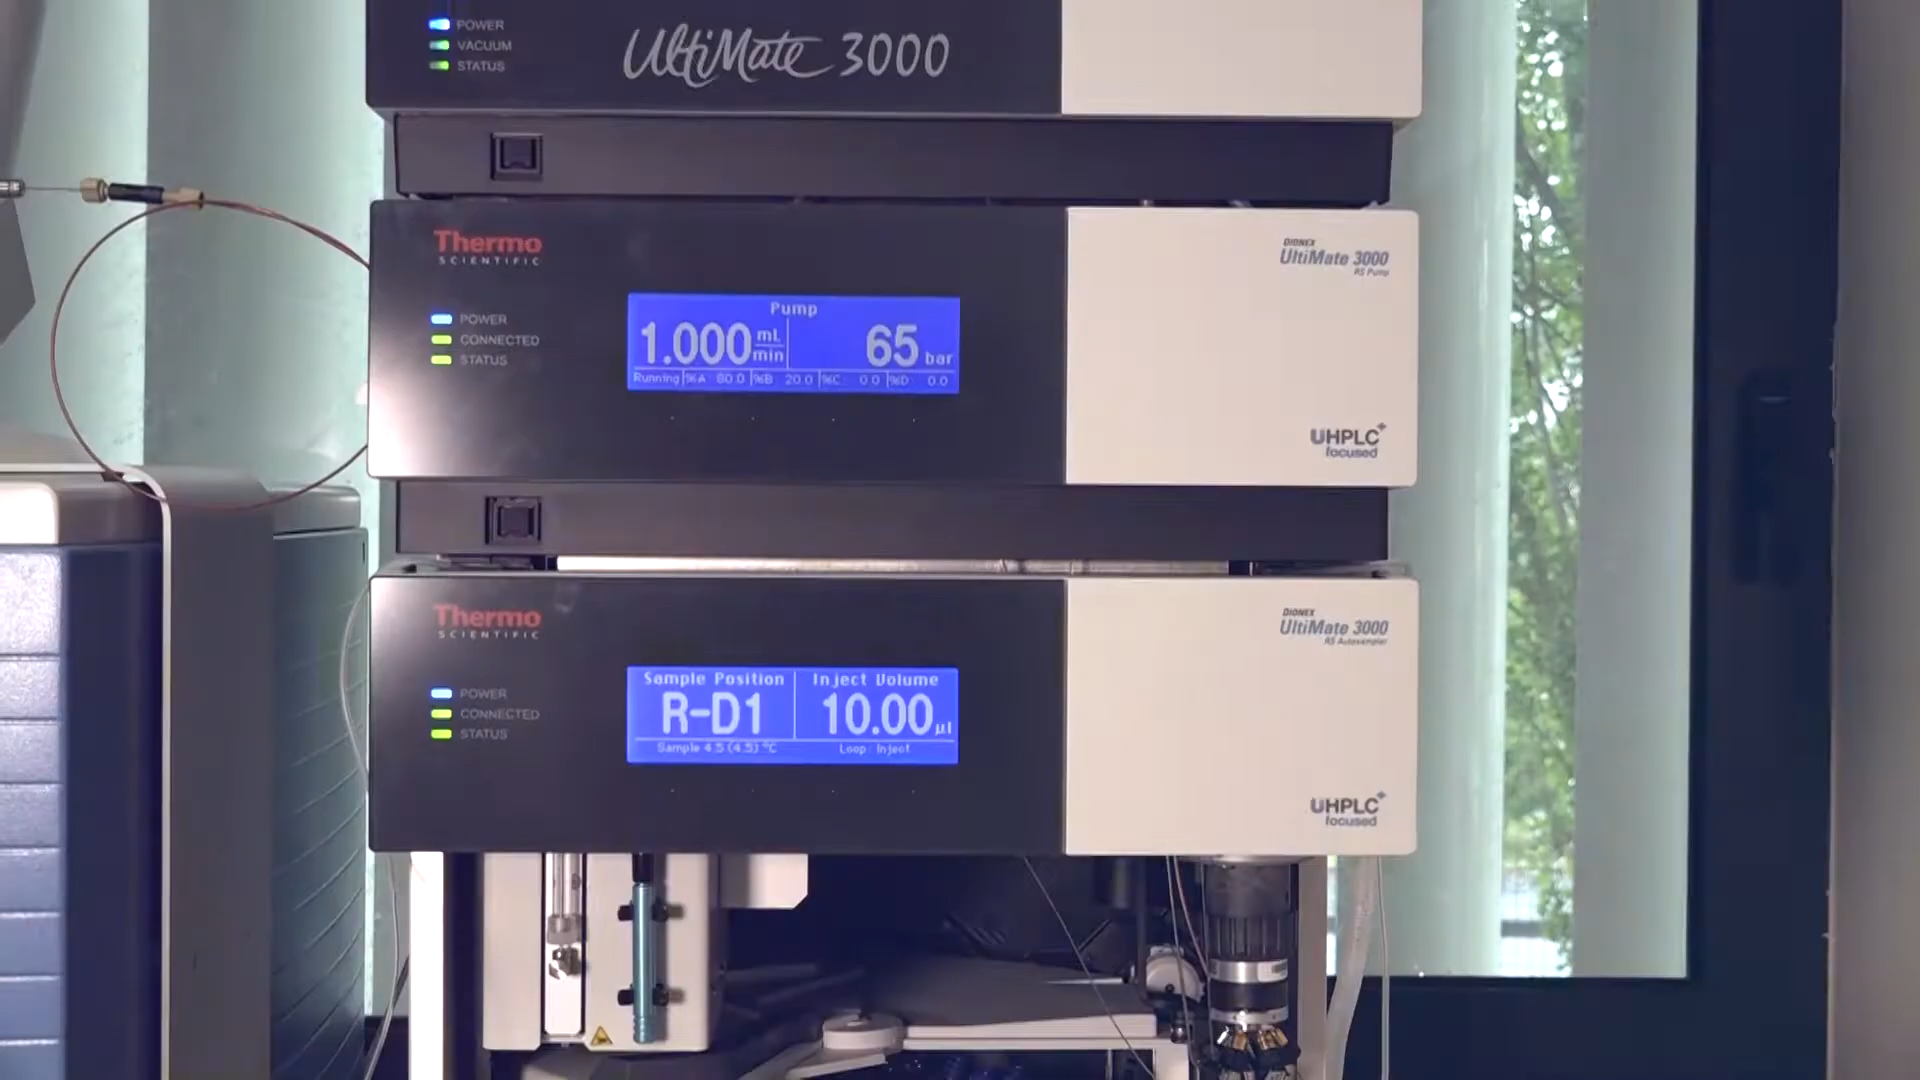 POWER
VACUUM
STATUS
UltiMate 3000
Thermo
SCIENTIFIC
DIONEX
UltiMate 3000
RS Pump
POWER
CONNECTED
STATUS
Pump
1.000 mL/min 65 bar
Running %A: 80.0 %B: 20.0 %C: 0.0 %D: 0.0
UHPLC+
focused
Thermo
SCIENTIFIC
DIONEX
UltiMate 3000
RS Autosampler
POWER
CONNECTED
STATUS
Sample Position Inject Volume
R-D1 10.00 µl
Sample 4.5 (4.5) °C Loop: Inject
UHPLC+
focused